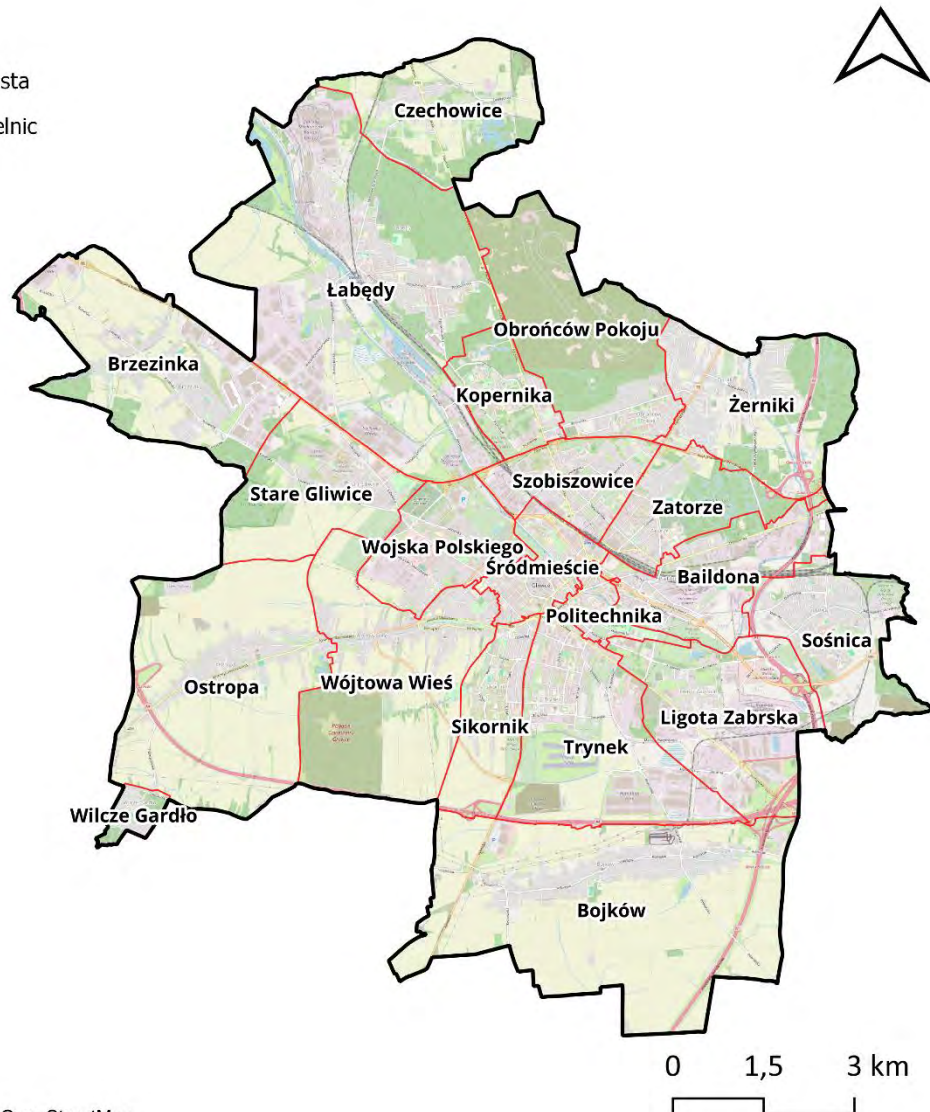 sta
elnic
Czechowice
Łabędy
Obrońców Pokoju
Brzezinka
Kopernika
Żerniki
Szobiszowice
Stare Gliwice
Zatorze
Wojska Polskiego
Śródmieście
Baildona
Politechnika
Sośnica
Ostropa
Wójtowa Wieś
Sikornik
Ligota Zabrska
Trynek
Wilcze Gardło
Bojków
0 1,5 3 km